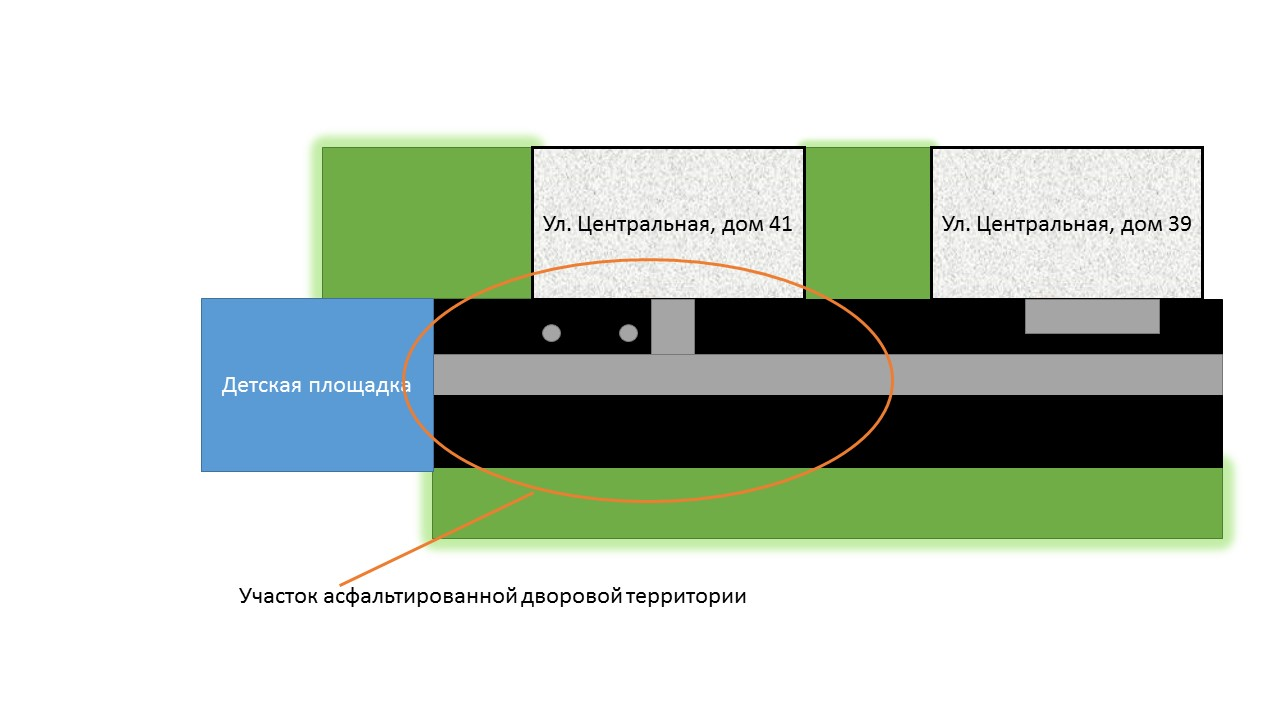 Ул. Центральная, дом 41
Ул. Центральная, дом 39
Детская площадка
Участок асфальтированной дворовой территории